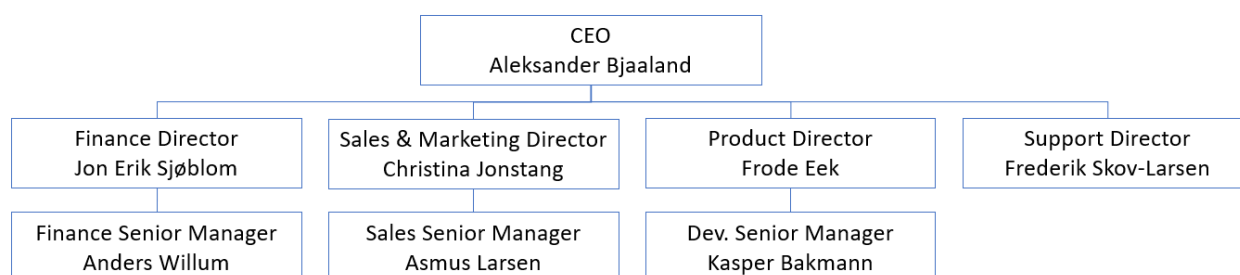 CEO
Aleksander Bjaaland
Finance Director
Jon Erik Sjøblom
Sales & Marketing Director
Christina Jonstang
Product Director
Frode Eek
Support Director
Frederik Skov-Larsen
Finance Senior Manager
Anders Willum
Sales Senior Manager
Asmus Larsen
Dev. Senior Manager
Kasper Bakmann